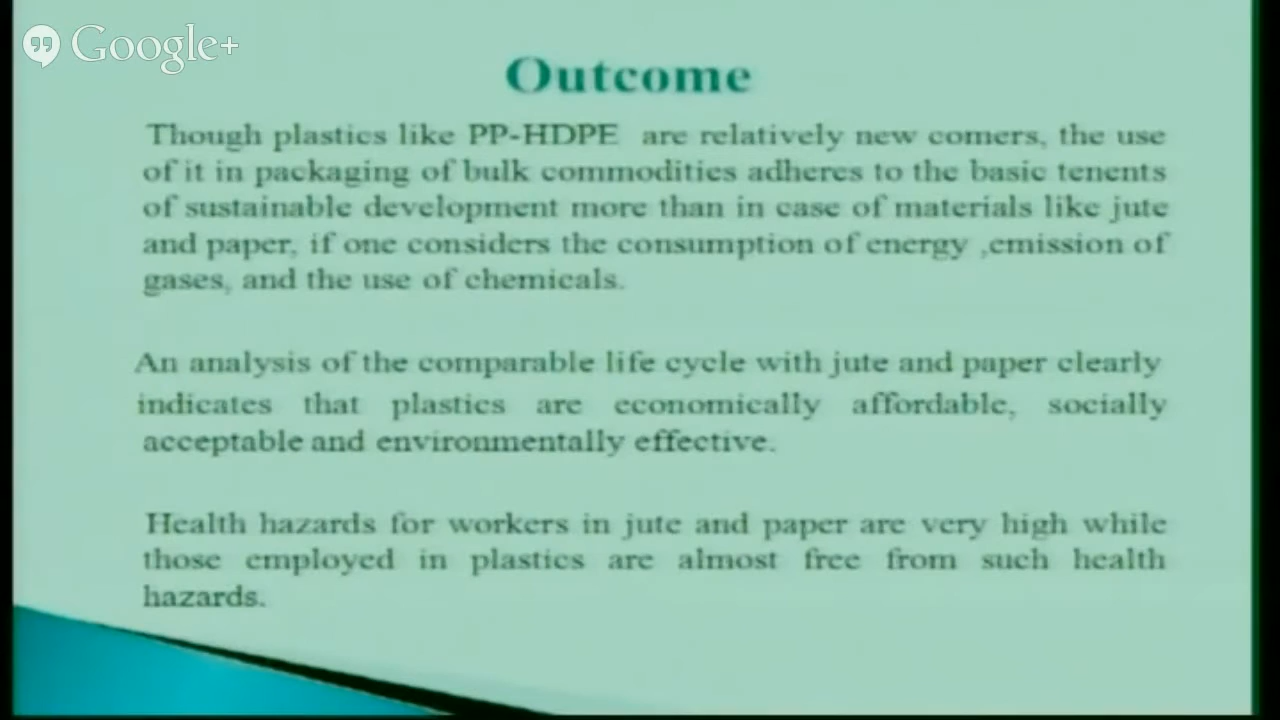 Google+
Outcome
Though plastics like PP-HDPE are relatively new comers, the use
of it in packaging of bulk commodities adheres to the basic tenents
of sustainable development more than in case of materials like jute
and paper, if one considers the consumption of energy ,emission of
gases, and the use of chemicals.
An analysis of the comparable life cycle with jute and paper clearly
indicates that plastics are economically affordable, socially
acceptable and environmentally effective.
Health hazards for workers in jute and paper are very high while
those employed in plastics are almost free from such health
hazards.